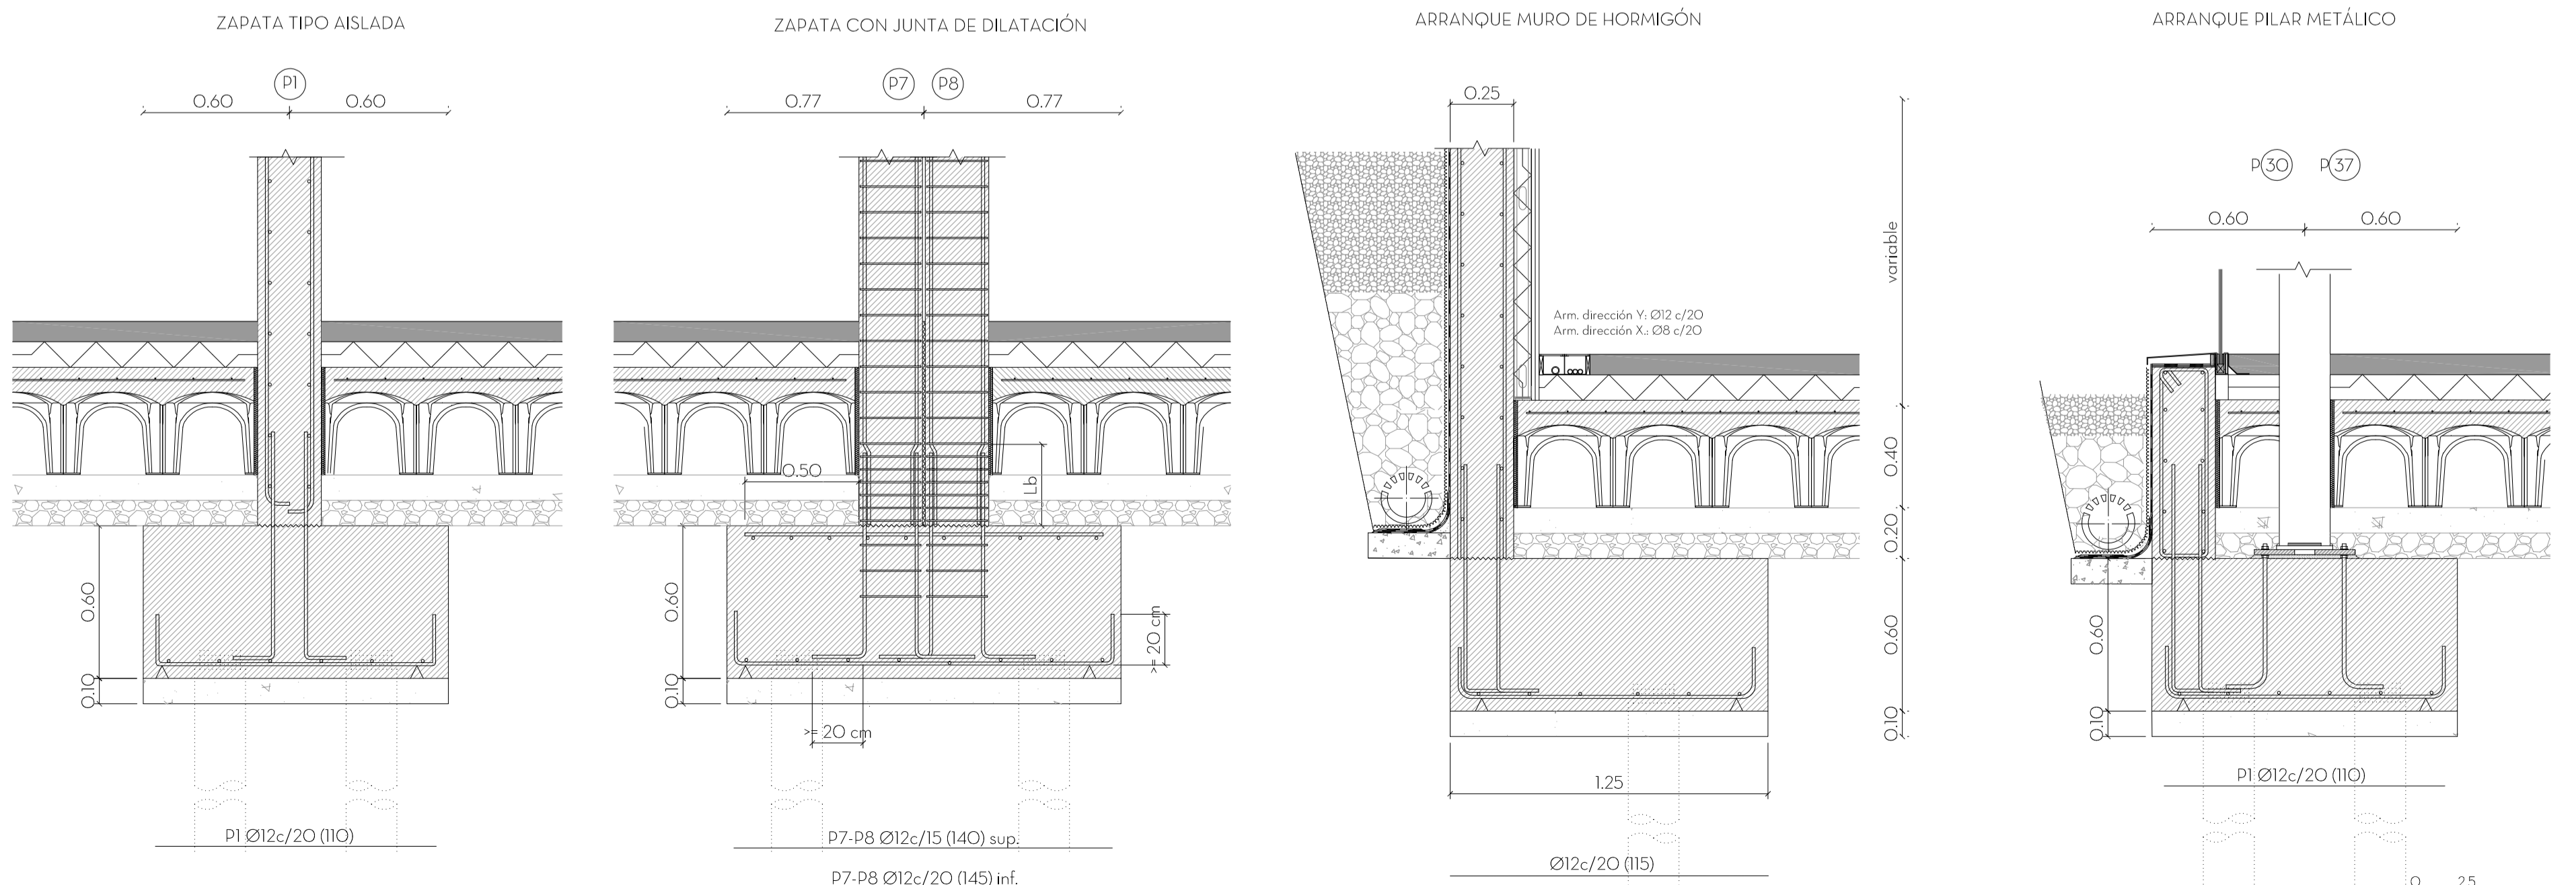 ZAPATA TIPO AISLADA
P1
0.60
0.60
0.60
0.10
P1 Ø12c/20 (110)
ZAPATA CON JUNTA DE DILATACIÓN
P7
P8
0.77
0.77
0.50
Lb
0.60
>= 20 cm
0.10
>= 20 cm
P7-P8 Ø12c/15 (140) sup.
P7-P8 Ø12c/20 (145) inf.
ARRANQUE MURO DE HORMIGÓN
0.25
variable
Arm. dirección Y: Ø12 c/20
Arm. dirección X.: Ø8 c/20
0.40
0.20
0.60
0.10
1.25
Ø12c/20 (115)
ARRANQUE PILAR METÁLICO
P30
P37
0.60
0.60
0.60
0.10
P1 Ø12c/20 (110)
0 25